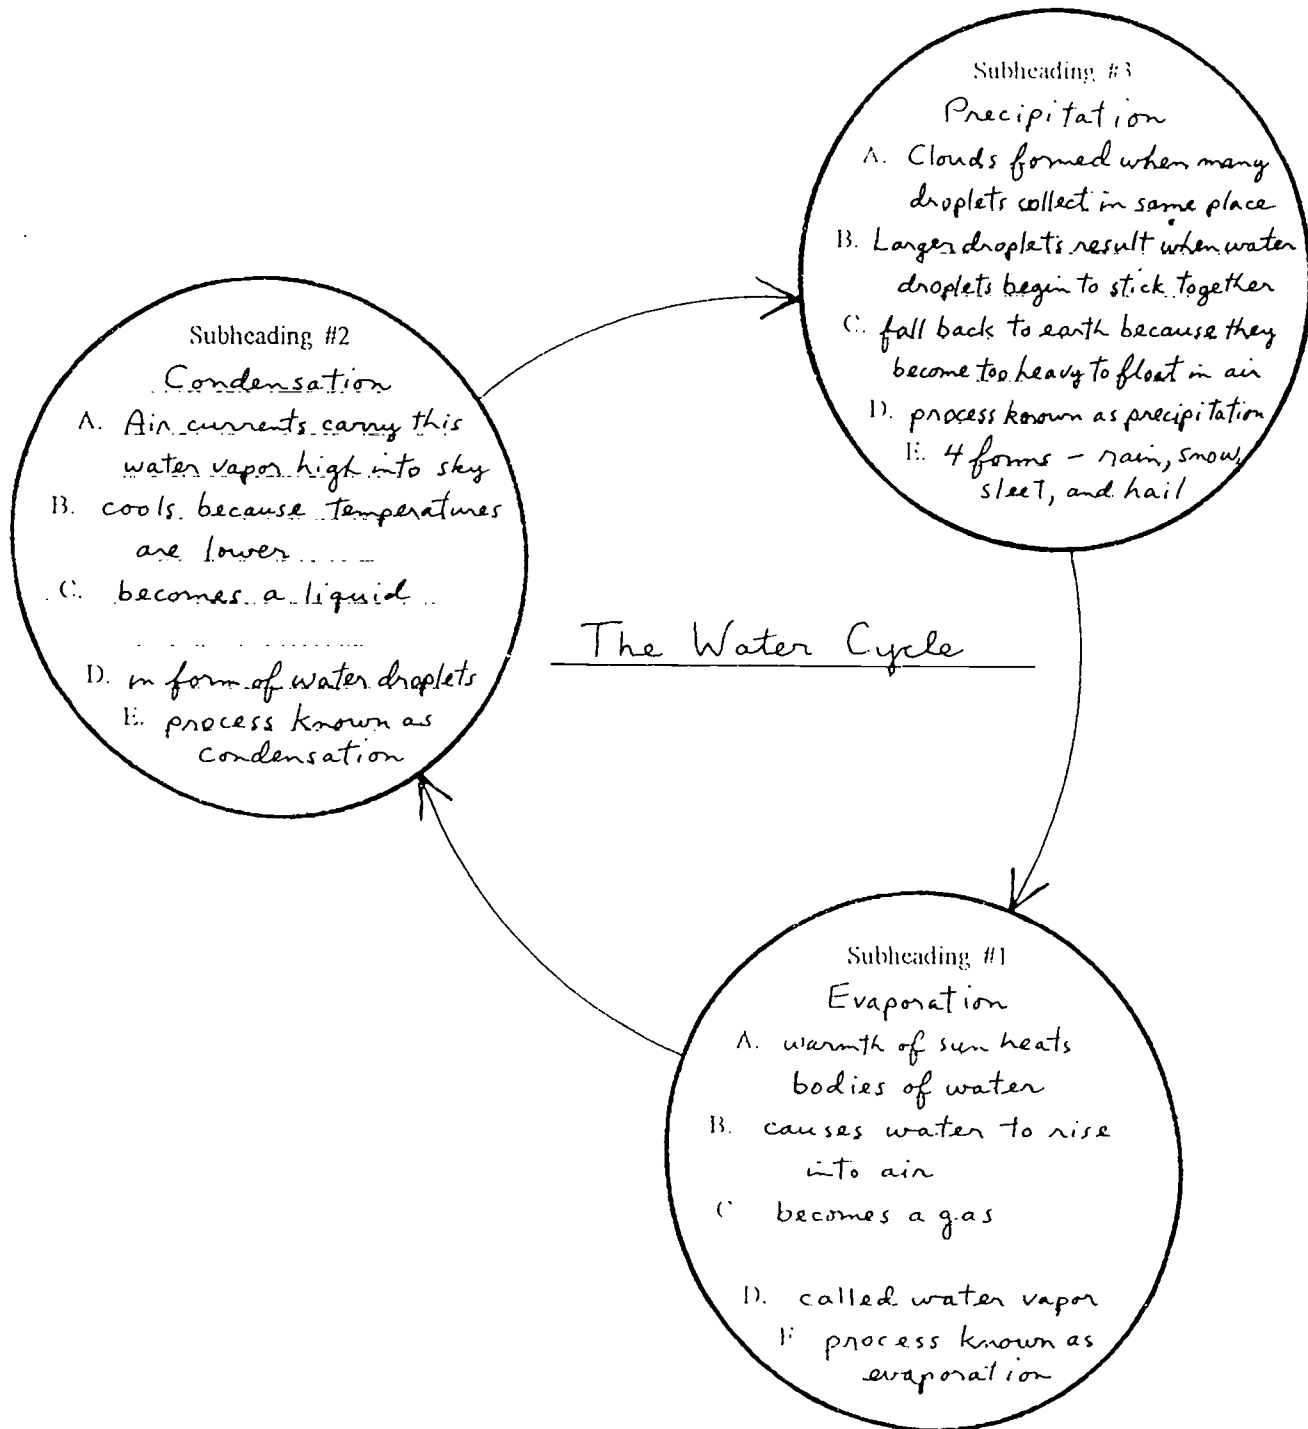 Subheading #3
Precipitation
A. Clouds formed when many
droplets collect in same place
B. Larger droplets result when water
droplets begin to stick together
C. fall back to earth because they
become too heavy to float in air
D. process known as precipitation
E. 4 forms - rain, snow,
sleet, and hail
Subheading #2
Condensation
A. Air currents carry this
water vapor high into sky
B. cools because temperatures
are lower
C. becomes a liquid
D. in form of water droplets
E. process known as
condensation
The Water Cycle
Subheading #1
Evaporation
A. warmth of sun heats
bodies of water
B. causes water to rise
into air
C becomes a gas
D. called water vapor
E process known as
evaporation